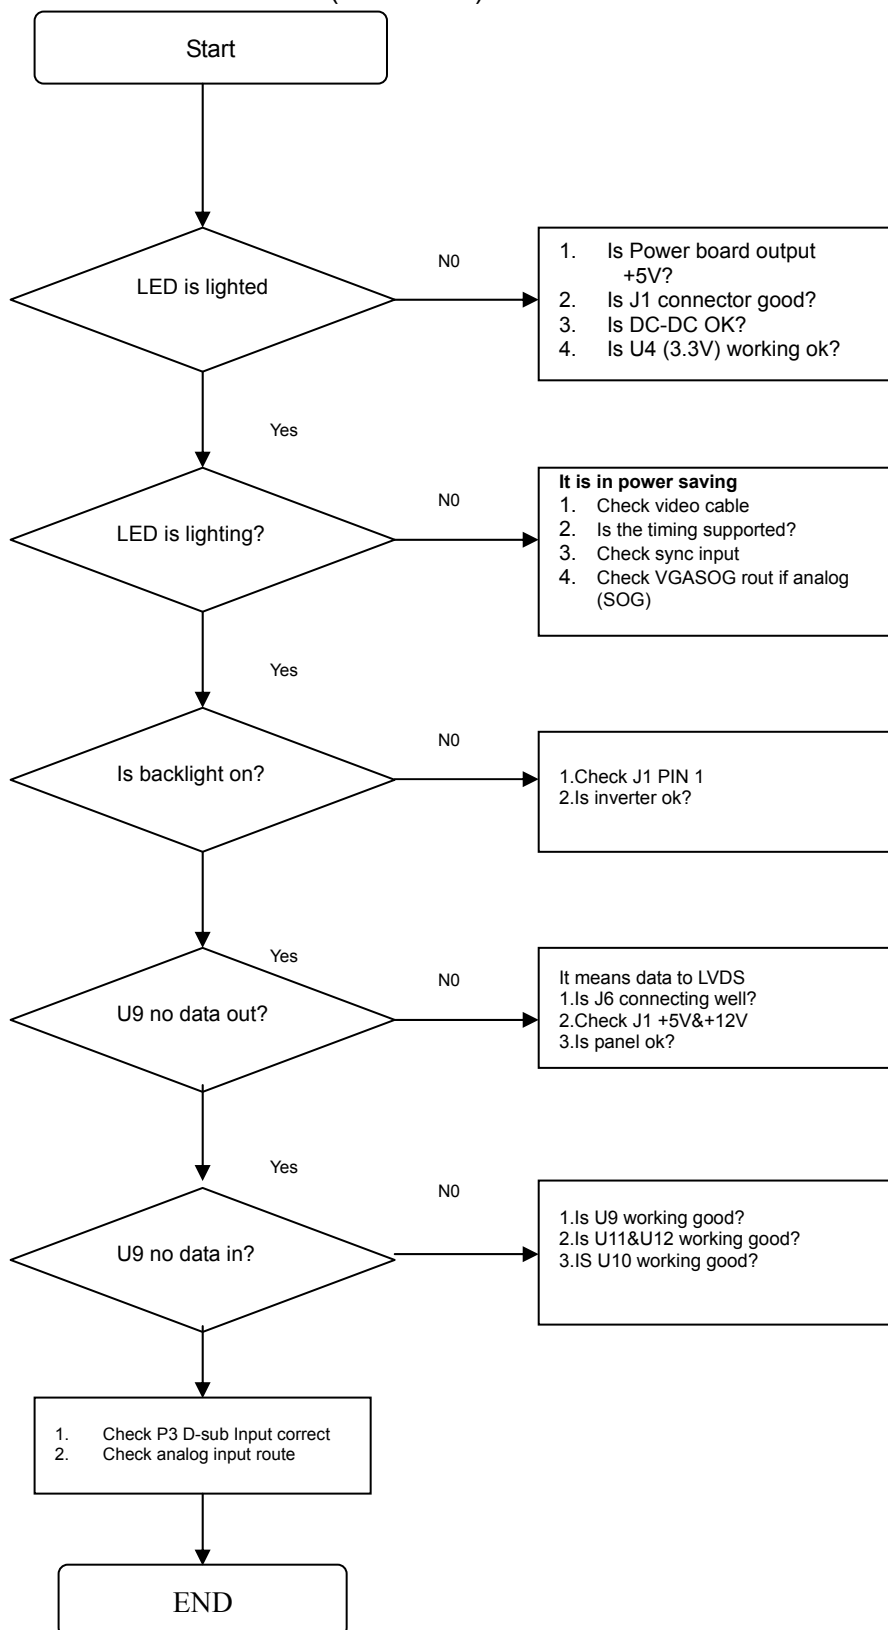 Start
LED is lighted
N0
1. Is Power board output
+5V?
2. Is J1 connector good?
3. Is DC-DC OK?
4. Is U4 (3.3V) working ok?
Yes
LED is lighting?
N0
It is in power saving
1. Check video cable
2. Is the timing supported?
3. Check sync input
4. Check VGASOG rout if analog
(SOG)
Yes
Is backlight on?
N0
1.Check J1 PIN 1
2.Is inverter ok?
Yes
U9 no data out?
N0
It means data to LVDS
1.Is J6 connecting well?
2.Check J1 +5V&+12V
3.Is panel ok?
Yes
U9 no data in?
N0
1.Is U9 working good?
2.Is U11&U12 working good?
3.IS U10 working good?
1. Check P3 D-sub Input correct
2. Check analog input route
END